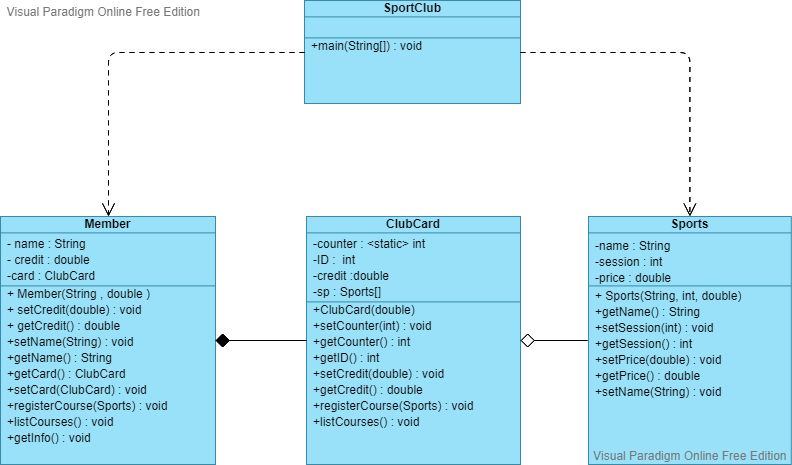 Visual Paradigm Online Free Edition
SportClub
+main(String[]) : void
Member
- name : String
- credit : double
-card : ClubCard
+ Member(String , double )
+ setCredit(double) : void
+ getCredit() : double
+setName(String) : void
+getName() : String
+getCard() : ClubCard
+setCard(ClubCard) : void
+registerCourse(Sports) : void
+listCourses() : void
+getInfo() : void
ClubCard
-counter : <static> int
-ID :  int
-credit :double
-sp : Sports[]
+ClubCard(double)
+setCounter(int) : void
+getCounter() : int
+getID() : int
+setCredit(double) : void
+getCredit() : double
+registerCourse(Sports) : void
+listCourses() : void
Sports
-name : String
-session : int
-price : double
+ Sports(String, int, double)
+getName() : String
+setSession(int) : void
+getSession() : int
+setPrice(double) : void
+getPrice() : double
+setName(String) : void
Visual Paradigm Online Free Edition